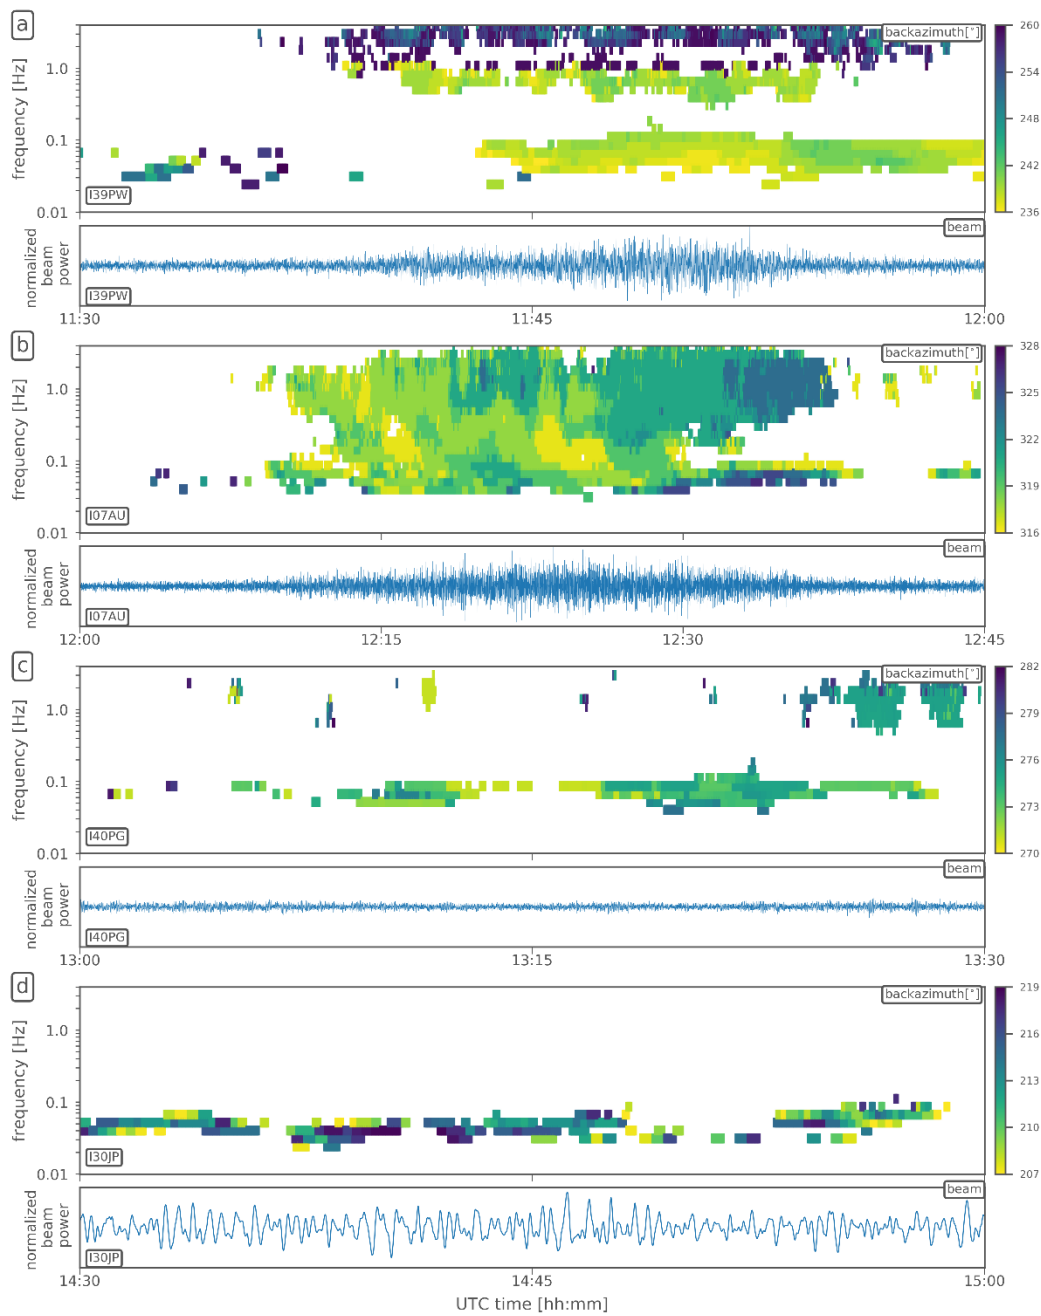 a
backazimuth[°]
260
254
248
242
236
frequency [Hz]
1.0
0.1
0.01
I39PW
beam
normalized
beam
power
I39PW
11:30
11:45
12:00
b
backazimuth[°]
328
325
322
319
316
frequency [Hz]
1.0
0.1
0.01
I07AU
beam
normalized
beam
power
I07AU
12:00
12:15
12:30
12:45
c
backazimuth[°]
282
279
276
273
270
frequency [Hz]
1.0
0.1
0.01
I40PG
beam
normalized
beam
power
I40PG
13:00
13:15
13:30
d
backazimuth[°]
219
216
213
210
207
frequency [Hz]
1.0
0.1
0.01
I30JP
beam
normalized
beam
power
I30JP
14:30
14:45
15:00
UTC time [hh:mm]